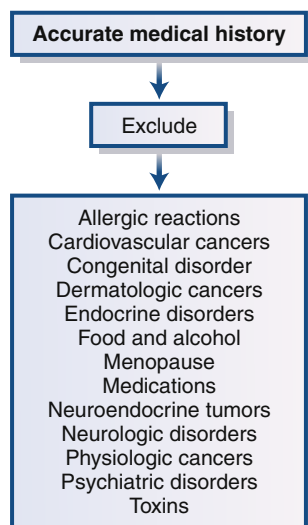 Accurate medical history
Exclude
Allergic reactions
Cardiovascular cancers
Congenital disorder
Dermatologic cancers
Endocrine disorders
Food and alcohol
Menopause
Medications
Neuroendocrine tumors
Neurologic disorders
Physiologic cancers
Psychiatric disorders
Toxins